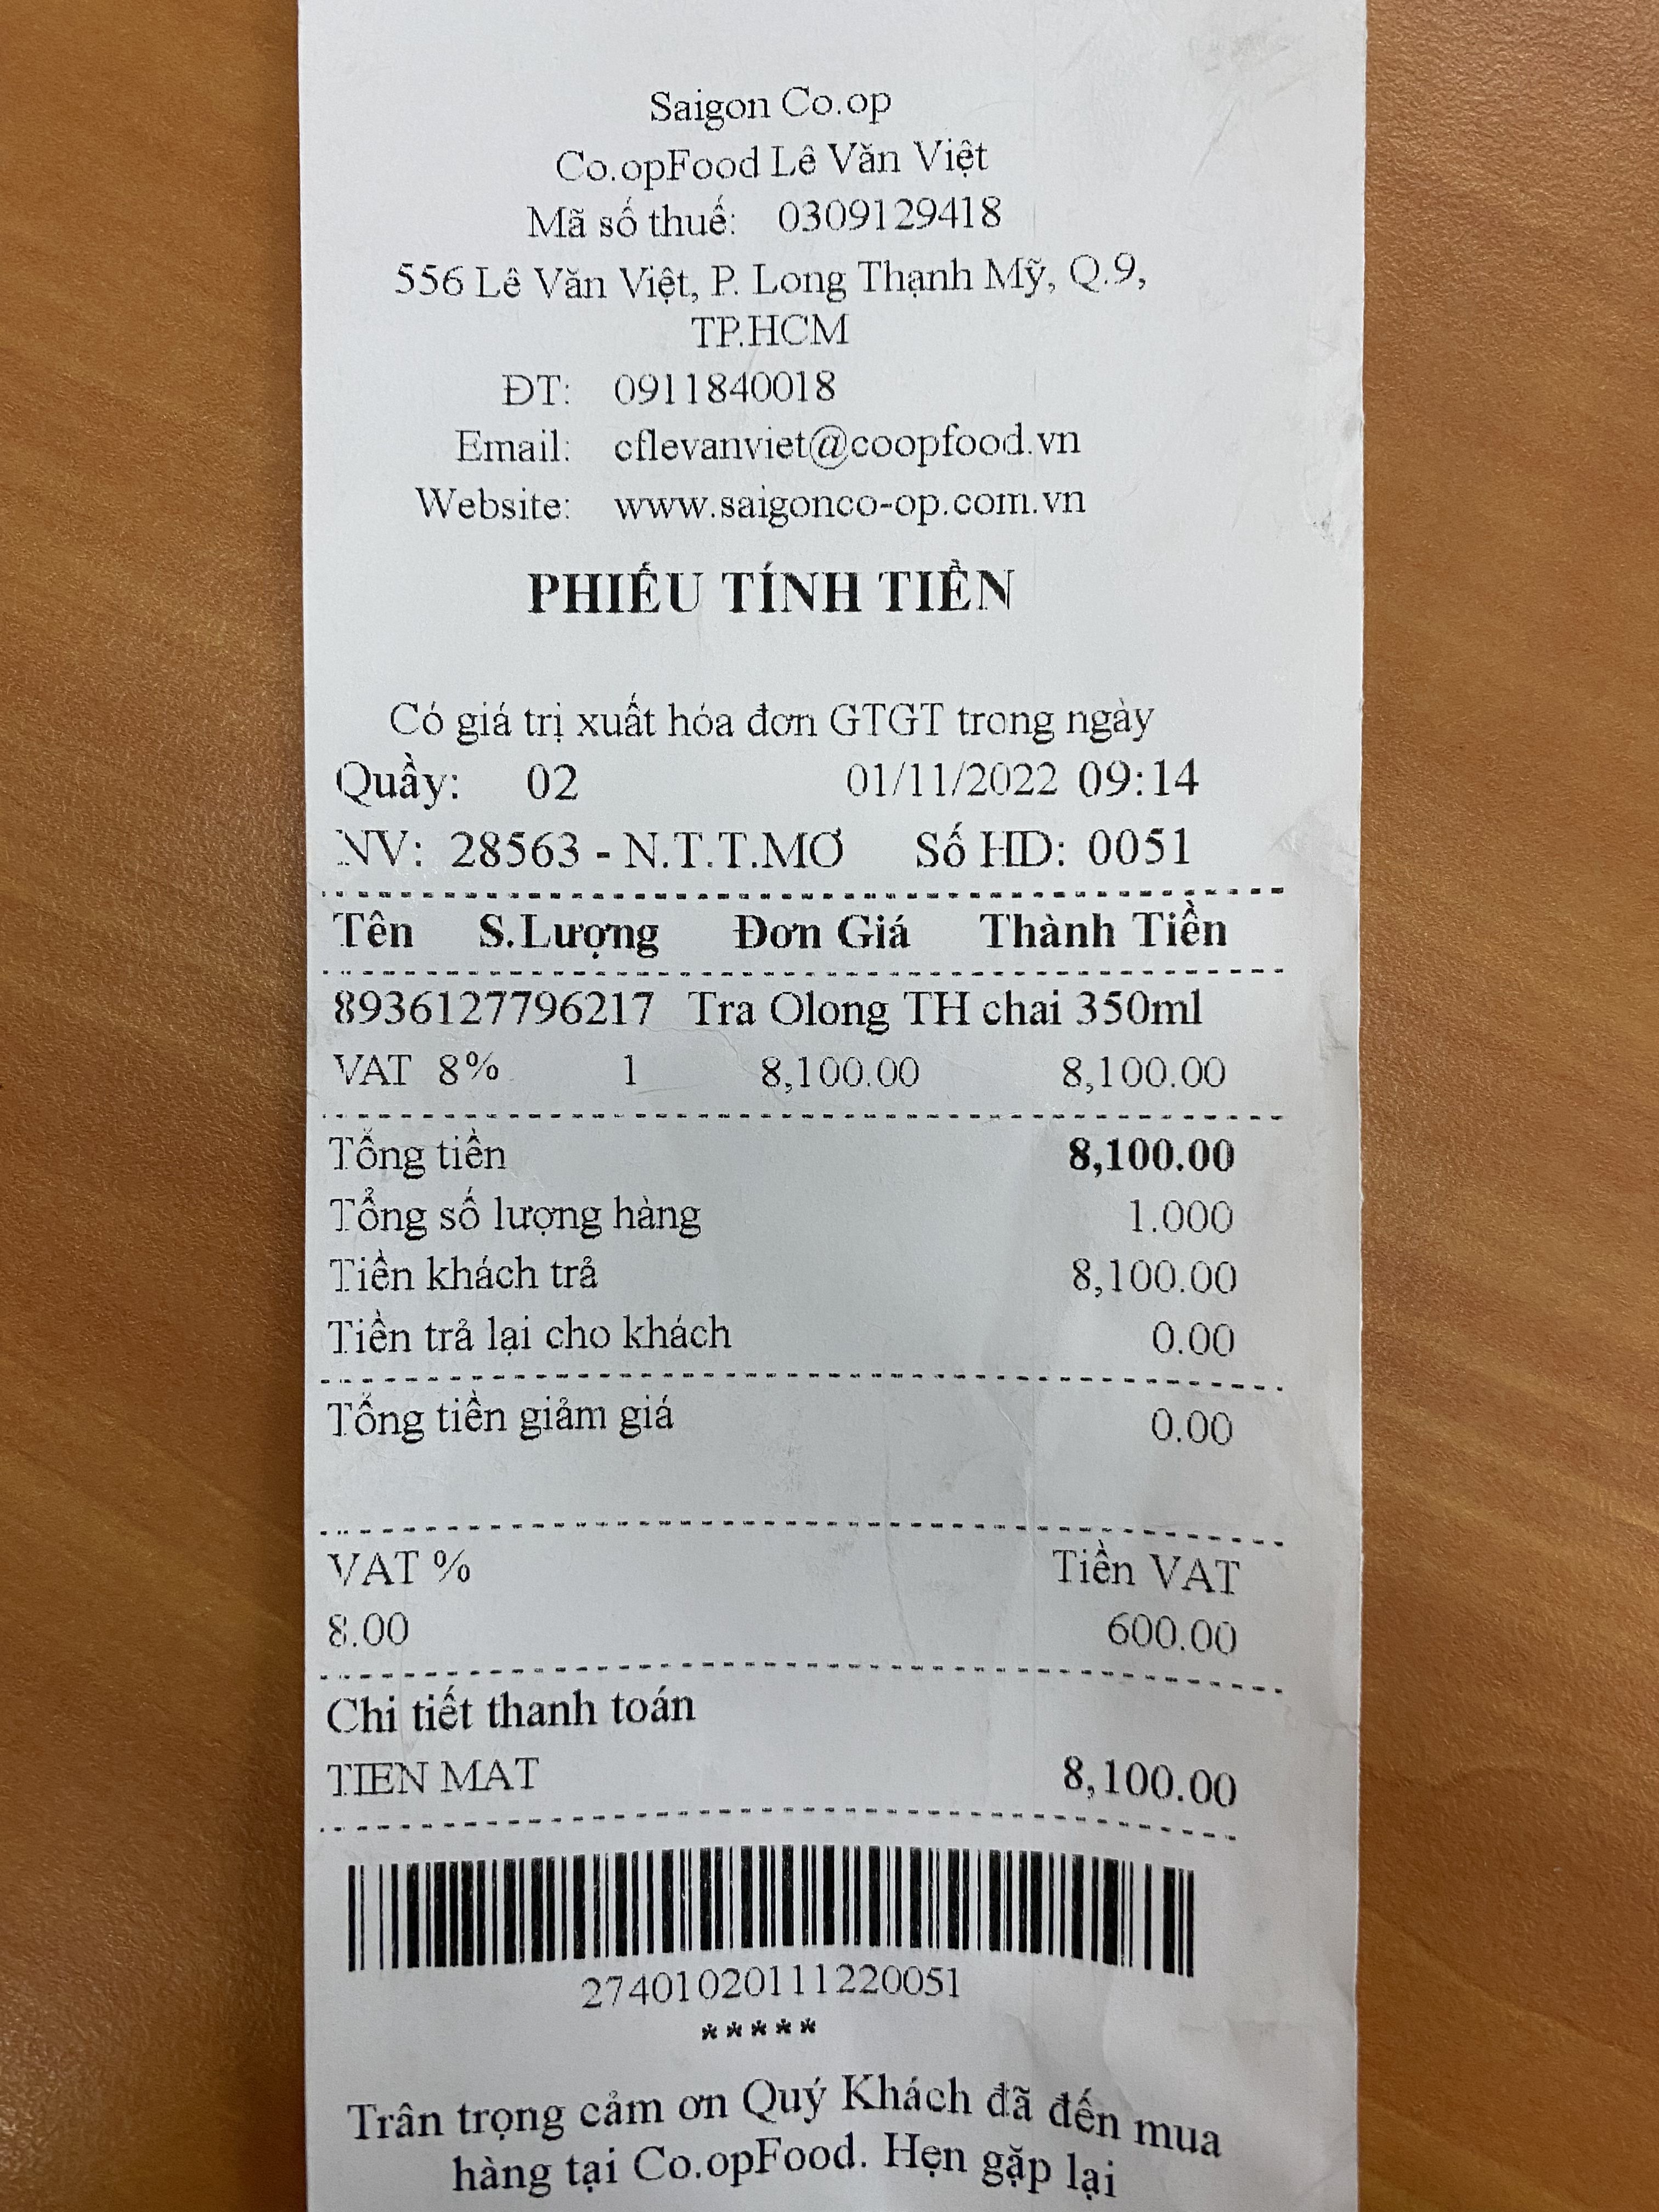 Saigon Co.op
Co.opFood Lê Văn Việt
Mã số thuế: 0309129418
556 Lê Văn Việt, P. Long Thạnh Mỹ, Q.9,
TP.HCM
ĐT: 0911840018
Email: cflevanviet@coopfood.vn
Website: www.saigonco-op.com.vn
PHIẾU TÍNH TIỀN
Có giá trị xuất hóa đơn GTGT trong ngày
Quầy: 02 01/11/2022 09:14
NV: 28563 - N.T.T.MƠ Số HD: 0051
Tên S.Lượng Đơn Giá Thành Tiền
8936127796217 Tra Olong TH chai 350ml
VAT 8% 1 8,100.00 8,100.00
Tổng tiền 8,100.00
Tổng số lượng hàng 1.000
Tiền khách trả 8,100.00
Tiền trả lại cho khách 0.00
Tổng tiền giảm giá 0.00
VAT % Tiền VAT
8.00 600.00
Chi tiết thanh toán
TIEN MAT 8,100.00
27401020111220051
*****
Trân trọng cảm ơn Quý Khách đã đến mua
hàng tại Co.opFood. Hẹn gặp lại